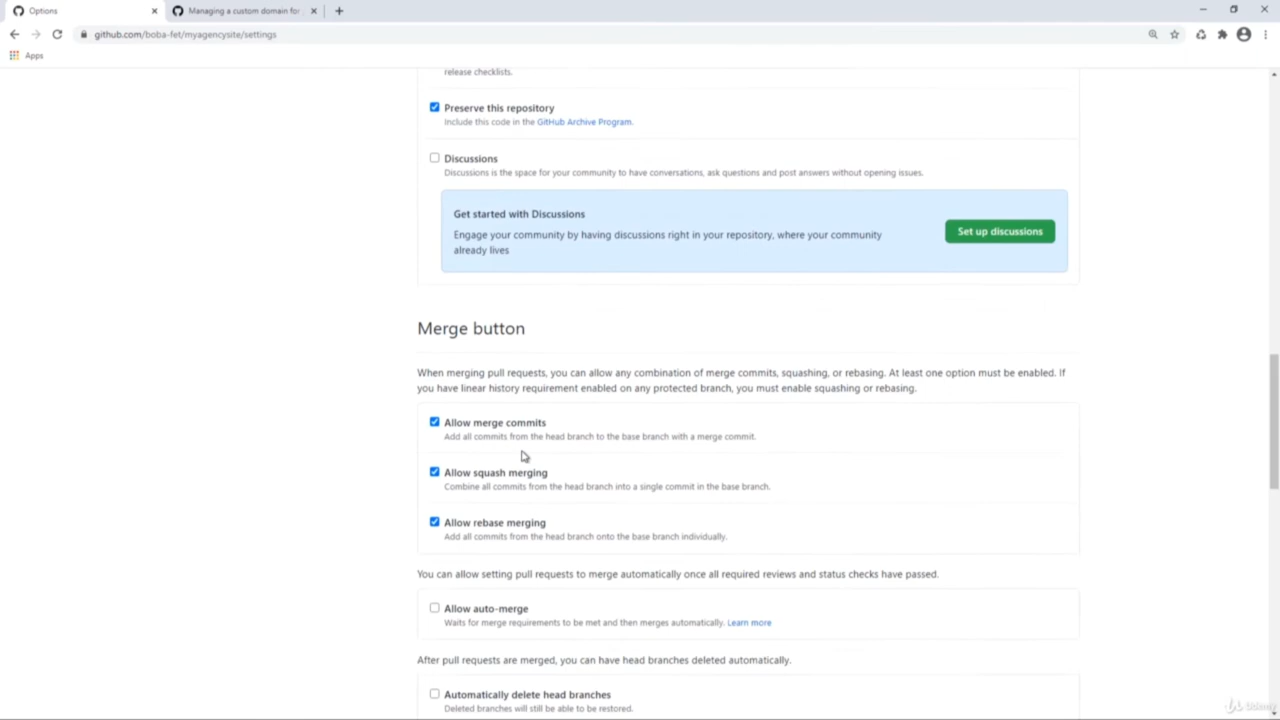 Options
Managing a custom domain for
github.com/boba-fet/myagencysite/settings
Apps
release checklists.
Preserve this repository
Include this code in the GitHub Archive Program.
Discussions
Discussions is the space for your community to have conversations, ask questions and post answers without opening issues.
Get started with Discussions
Engage your community by having discussions right in your repository, where your community
already lives
Set up discussions
Merge button
When merging pull requests, you can allow any combination of merge commits, squashing, or rebasing. At least one option must be enabled. If
you have linear history requirement enabled on any protected branch, you must enable squashing or rebasing.
Allow merge commits
Add all commits from the head branch to the base branch with a merge commit.
Allow squash merging
Combine all commits from the head branch into a single commit in the base branch.
Allow rebase merging
Add all commits from the head branch onto the base branch individually.
You can allow setting pull requests to merge automatically once all required reviews and status checks have passed.
Allow auto-merge
Waits for merge requirements to be met and then merges automatically. Learn more
After pull requests are merged, you can have head branches deleted automatically.
Automatically delete head branches
Deleted branches will still be able to be restored.
Udemy